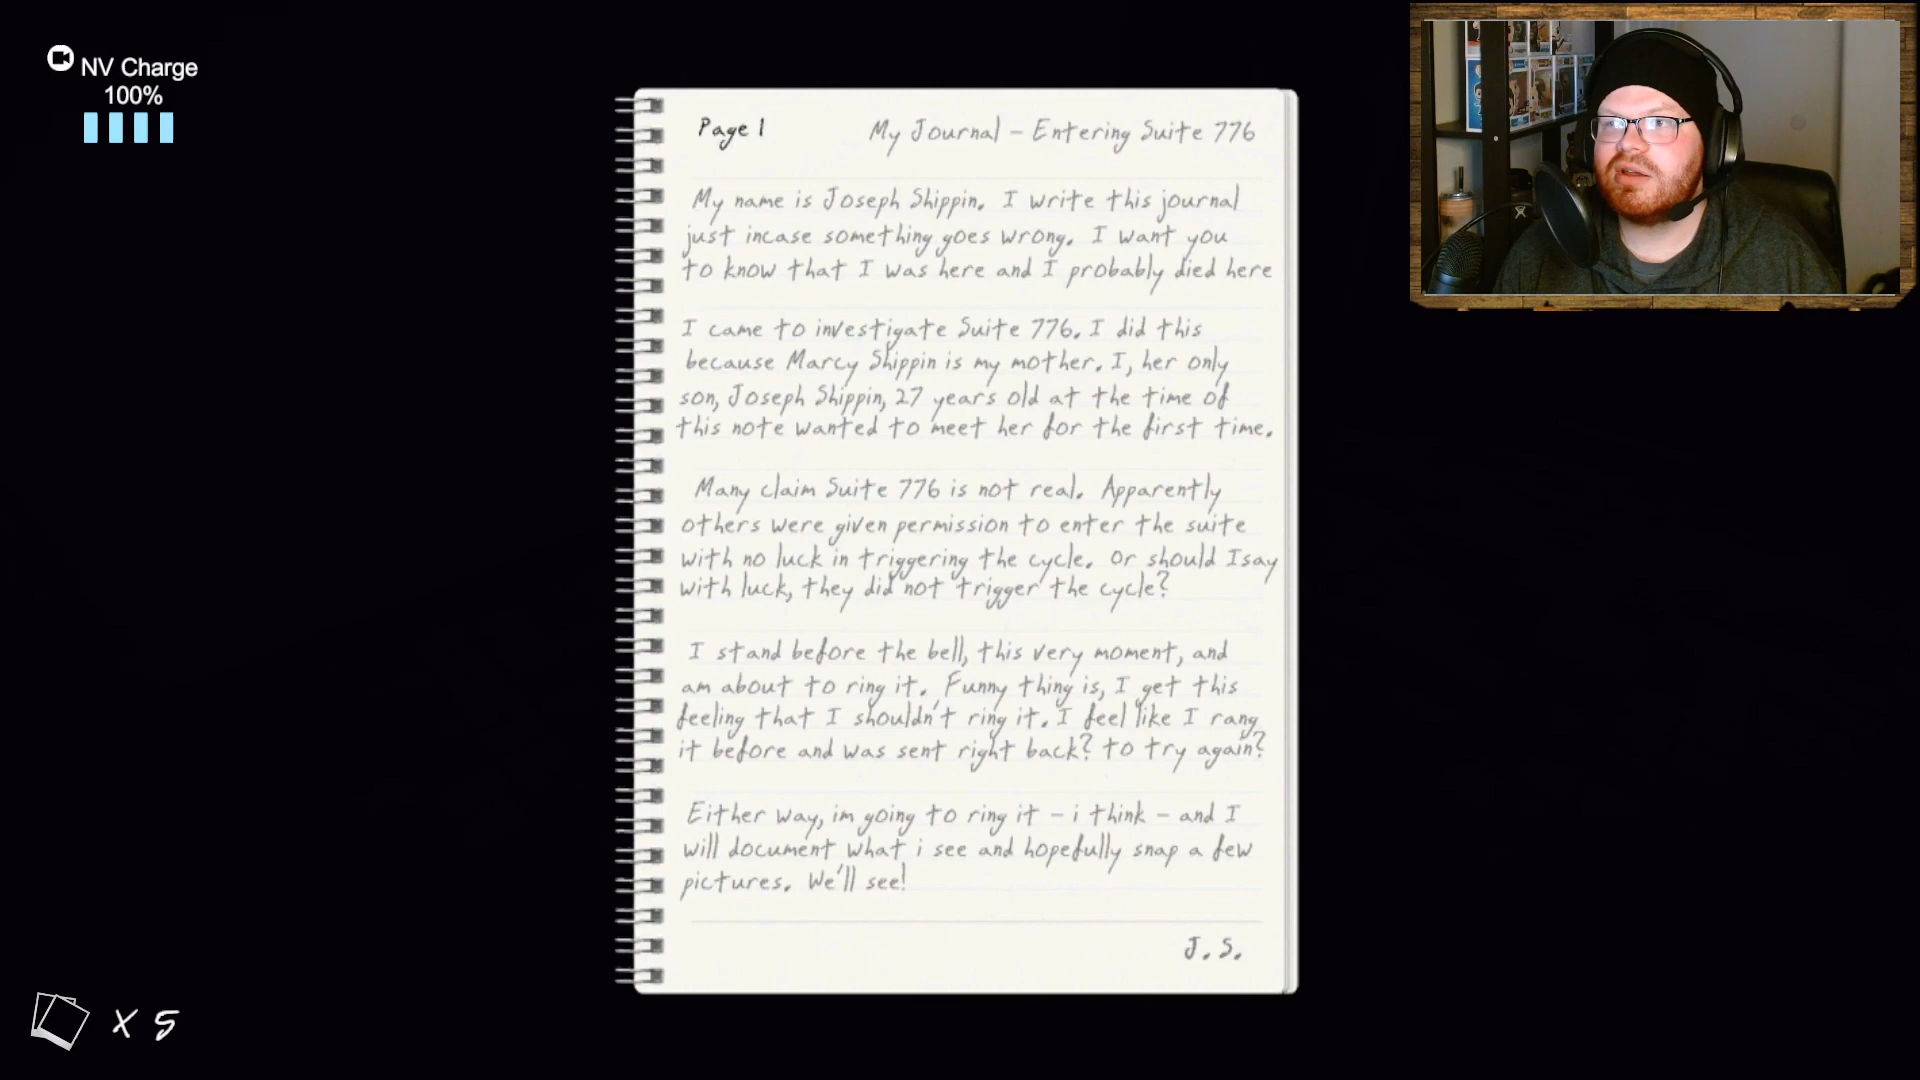 NV Charge
100%
Page 1
My Journal - Entering Suite 776
My name is Joseph Shippin. I write this journal
just incase something goes wrong. I want you
to know that I was here and I probably died here
I came to investigate Suite 776. I did this
because Marcy Shippin is my mother. I, her only
son, Joseph Shippin, 27 years old at the time of
this note wanted to meet her for the first time.
Many claim Suite 776 is not real. Apparently
others were given permission to enter the suite
with no luck in triggering the cycle. Or should I say
with luck, they did not trigger the cycle?
I stand before the bell, this very moment, and
am about to ring it. Funny thing is, I get this
feeling that I shouldn't ring it. I feel like I rang
it before and was sent right back? to try again?
Either way, im going to ring it - i think - and I
will document what i see and hopefully snap a few
pictures. We'll see!
J. S.
X 5